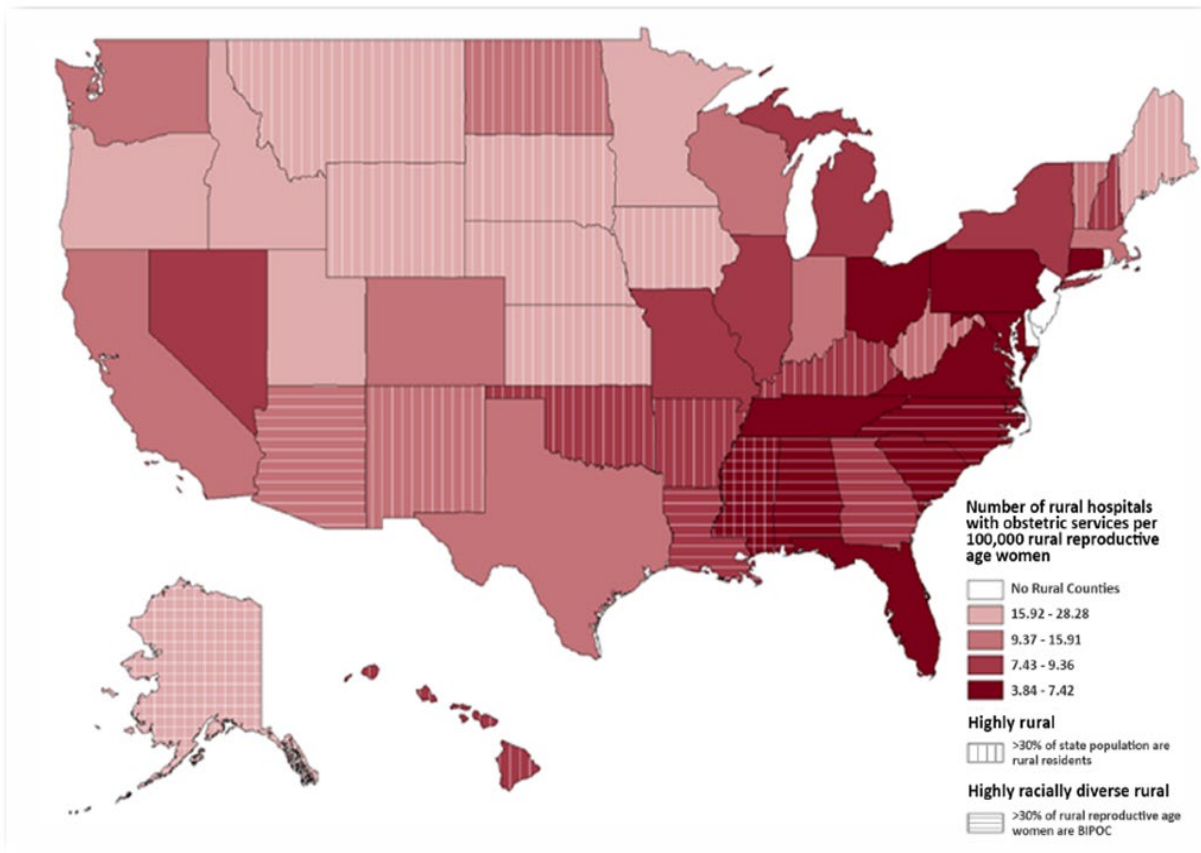 Number of rural hospitals
with obstetric services per
100,000 rural reproductive
age women
No Rural Counties
15.92 - 28.28
9.37 - 15.91
7.43 - 9.36
3.84 - 7.42
Highly rural
>30% of state population are
rural residents
Highly racially diverse rural
>30% of rural reproductive age
women are BIPOC